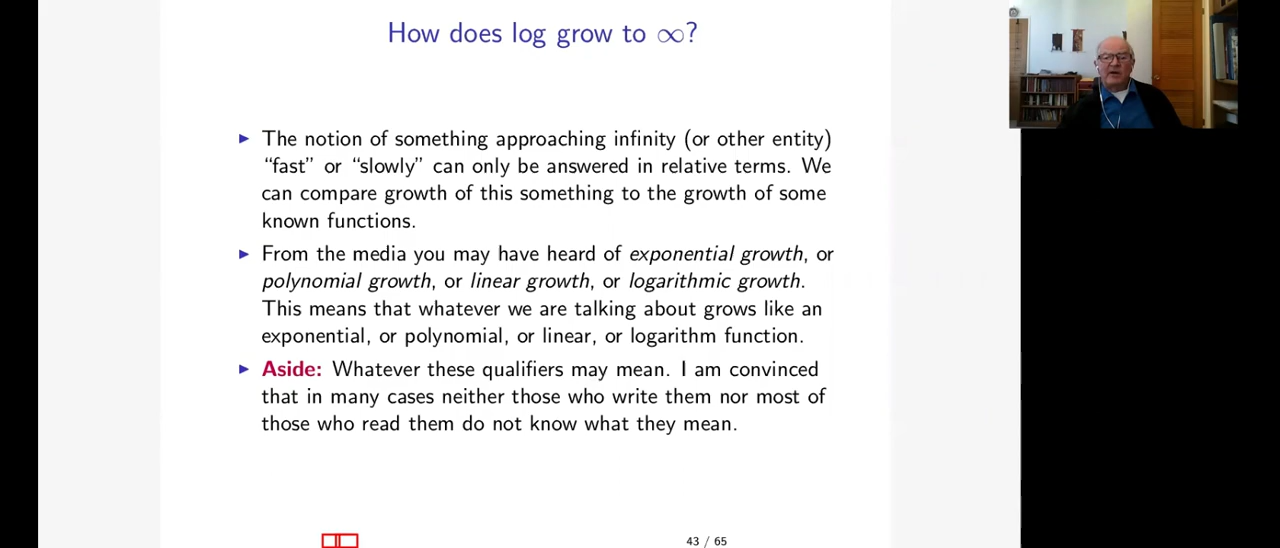 How does log grow to ∞?
▶ The notion of something approaching infinity (or other entity)
“fast” or “slowly” can only be answered in relative terms. We
can compare growth of this something to the growth of some
known functions.
▶ From the media you may have heard of exponential growth, or
polynomial growth, or linear growth, or logarithmic growth.
This means that whatever we are talking about grows like an
exponential, or polynomial, or linear, or logarithm function.
▶ Aside: Whatever these qualifiers may mean. I am convinced
that in many cases neither those who write them nor most of
those who read them do not know what they mean.
43 / 65